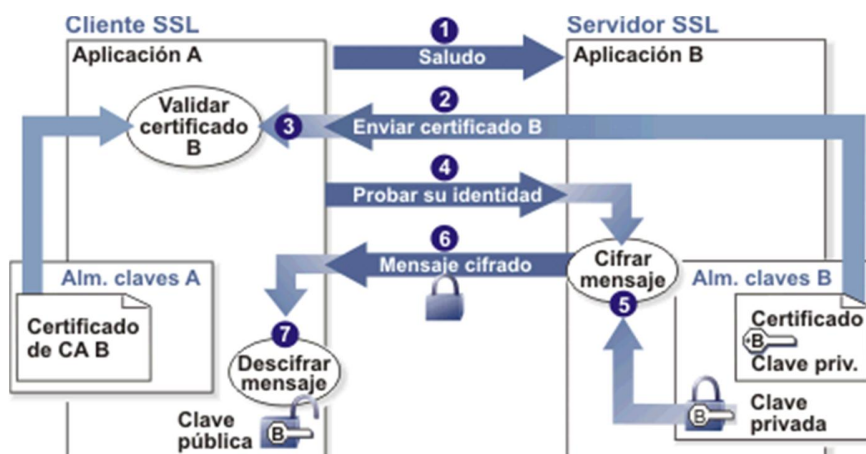 Cliente SSL
Servidor SSL
Aplicación A
Aplicación B
1
Saludo
2
Enviar certificado B
3
Validar
certificado
B
4
Probar su identidad
6
Mensaje cifrado
Cifrar
mensaje
5
Alm. claves A
Certificado
de CA B
7
Descifrar
mensaje
Clave
pública
B
Alm. claves B
Certificado
B
Clave priv.
B
Clave
privada